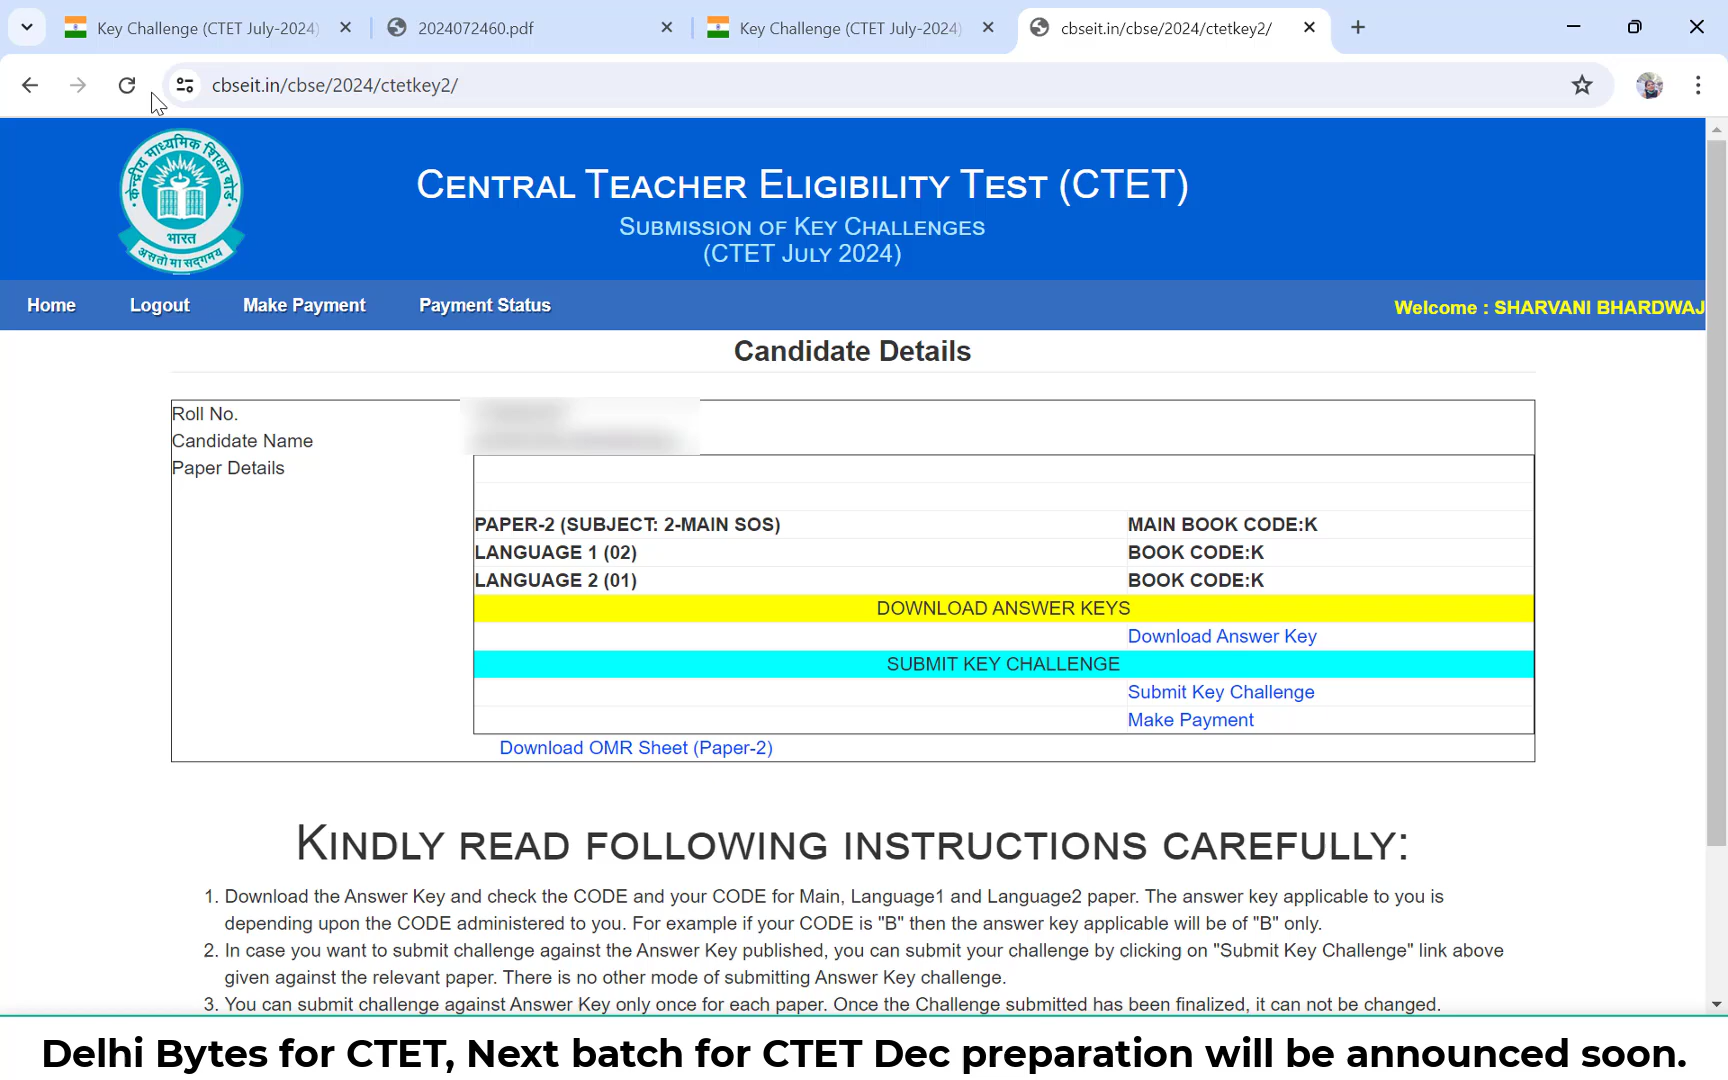 Key Challenge (CTET July-2024)
2024072460.pdf
Key Challenge (CTET July-2024)
cbseit.in/cbse/2024/ctetkey2/
cbseit.in/cbse/2024/ctetkey2/
केन्द्रीय माध्यमिक शिक्षा बोर्ड
भारत
असतो मा सद्गमय
CENTRAL TEACHER ELIGIBILITY TEST (CTET)
SUBMISSION OF KEY CHALLENGES
(CTET JULY 2024)
Home Logout Make Payment Payment Status Welcome : SHARVANI BHARDWAJ
Candidate Details
Roll No.
Candidate Name
Paper Details
PAPER-2 (SUBJECT: 2-MAIN SOS) MAIN BOOK CODE:K
LANGUAGE 1 (02) BOOK CODE:K
LANGUAGE 2 (01) BOOK CODE:K
DOWNLOAD ANSWER KEYS
Download Answer Key
SUBMIT KEY CHALLENGE
Submit Key Challenge
Make Payment
Download OMR Sheet (Paper-2)
KINDLY READ FOLLOWING INSTRUCTIONS CAREFULLY:
1. Download the Answer Key and check the CODE and your CODE for Main, Language1 and Language2 paper. The answer key applicable to you is
depending upon the CODE administered to you. For example if your CODE is "B" then the answer key applicable will be of "B" only.
2. In case you want to submit challenge against the Answer Key published, you can submit your challenge by clicking on "Submit Key Challenge" link above
given against the relevant paper. There is no other mode of submitting Answer Key challenge.
3. You can submit challenge against Answer Key only once for each paper. Once the Challenge submitted has been finalized, it can not be changed.
Delhi Bytes for CTET, Next batch for CTET Dec preparation will be announced soon.